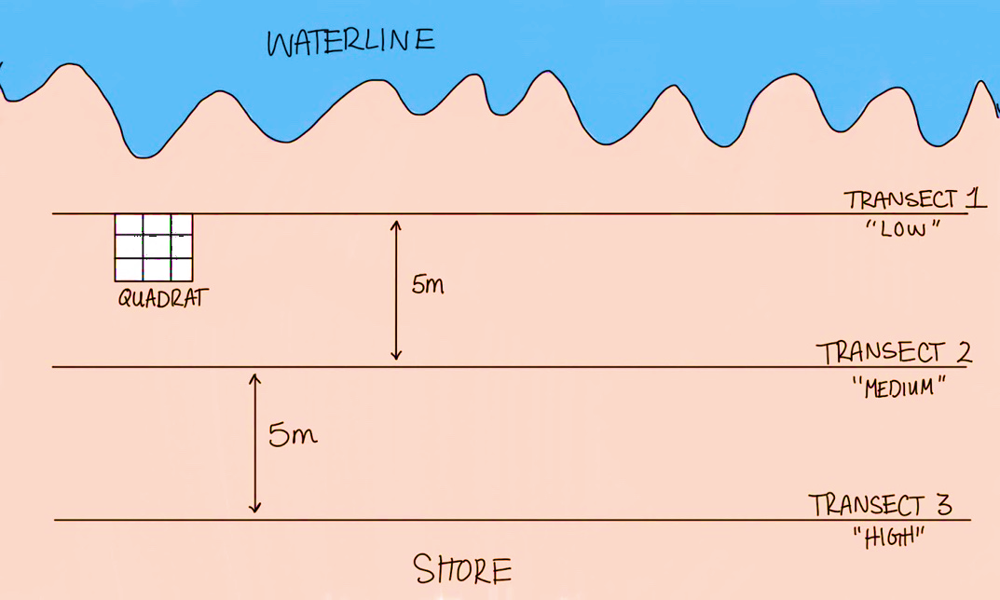 WATERLINE
TRANSECT 1
"LOW"
QUADRAT
5m
TRANSECT 2
"MEDIUM"
5m
TRANSECT 3
"HIGH"
SHORE